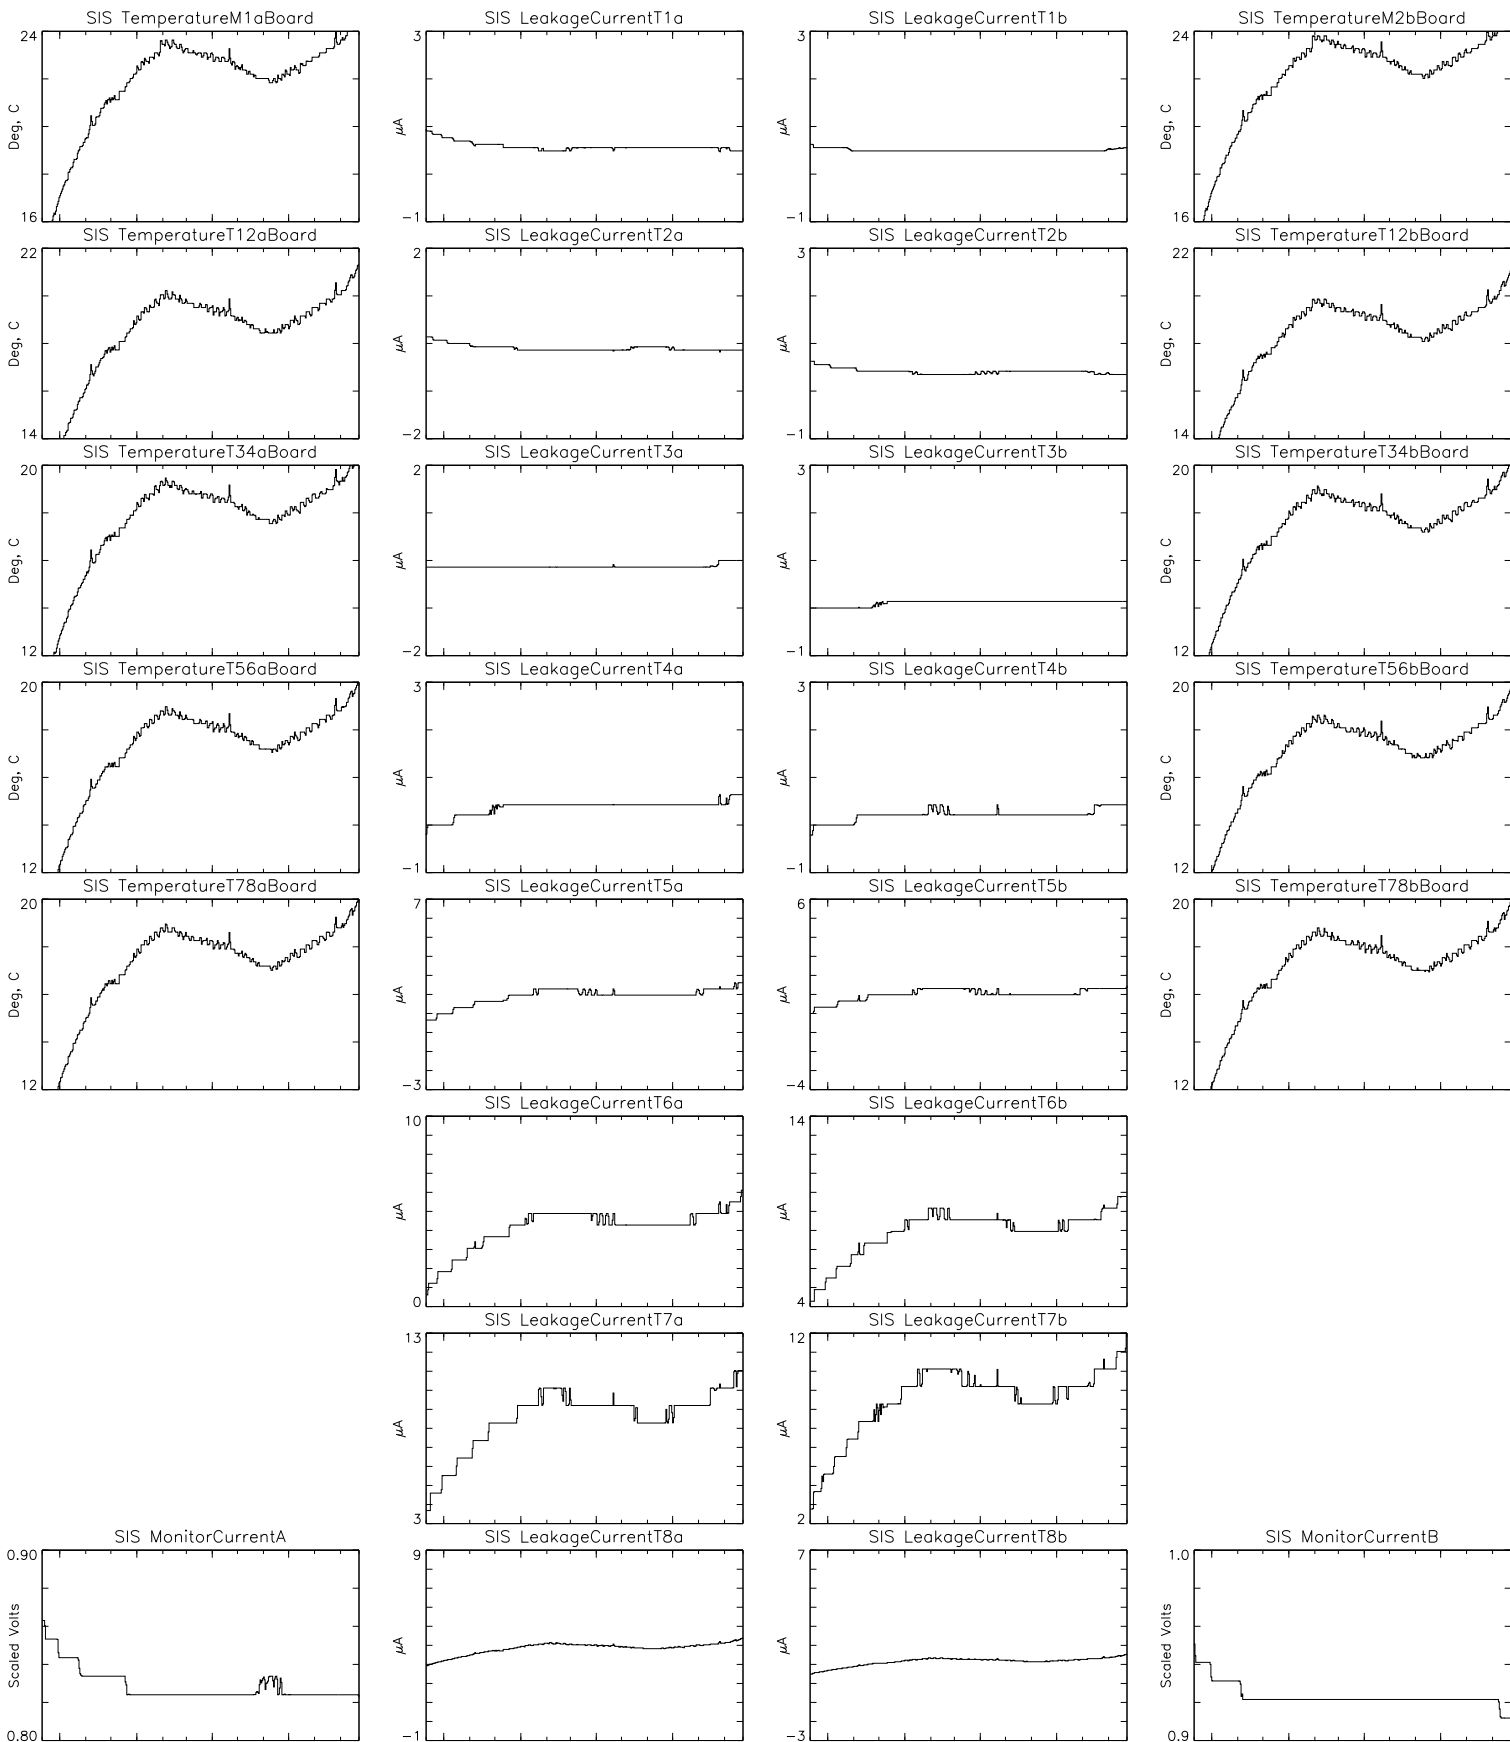 SIS TemperatureM1aBoard
24
Deg, C
16
SIS LeakageCurrentT1a
3
μA
−1
SIS LeakageCurrentT1b
3
μA
−1
SIS TemperatureM2bBoard
24
Deg, C
16
SIS TemperatureT12aBoard
22
Deg, C
14
SIS LeakageCurrentT2a
2
μA
−2
SIS LeakageCurrentT2b
3
μA
−1
SIS TemperatureT12bBoard
22
Deg, C
14
SIS TemperatureT34aBoard
20
Deg, C
12
SIS LeakageCurrentT3a
2
μA
−2
SIS LeakageCurrentT3b
3
μA
−1
SIS TemperatureT34bBoard
20
Deg, C
12
SIS TemperatureT56aBoard
20
Deg, C
12
SIS LeakageCurrentT4a
3
μA
−1
SIS LeakageCurrentT4b
3
μA
−1
SIS TemperatureT56bBoard
20
Deg, C
12
SIS TemperatureT78aBoard
20
Deg, C
12
SIS LeakageCurrentT5a
7
μA
−3
SIS LeakageCurrentT5b
6
μA
−4
SIS TemperatureT78bBoard
20
Deg, C
12
SIS LeakageCurrentT6a
10
μA
0
SIS LeakageCurrentT6b
14
μA
4
SIS LeakageCurrentT7a
13
μA
3
SIS LeakageCurrentT7b
12
μA
2
SIS MonitorCurrentA
0.90
Scaled Volts
0.80
SIS LeakageCurrentT8a
9
μA
−1
SIS LeakageCurrentT8b
7
μA
−3
SIS MonitorCurrentB
1.0
Scaled Volts
0.9